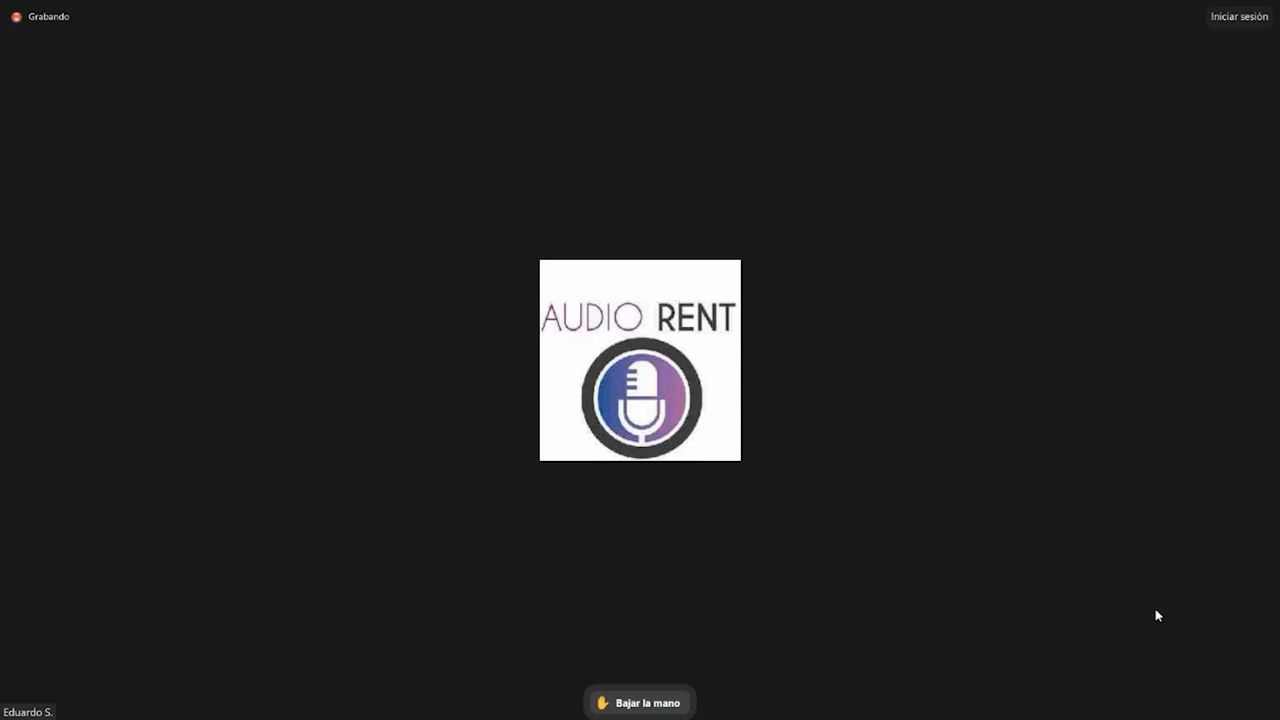 Grabando
Iniciar sesión
AUDIO RENT
Bajar la mano
Eduardo S.